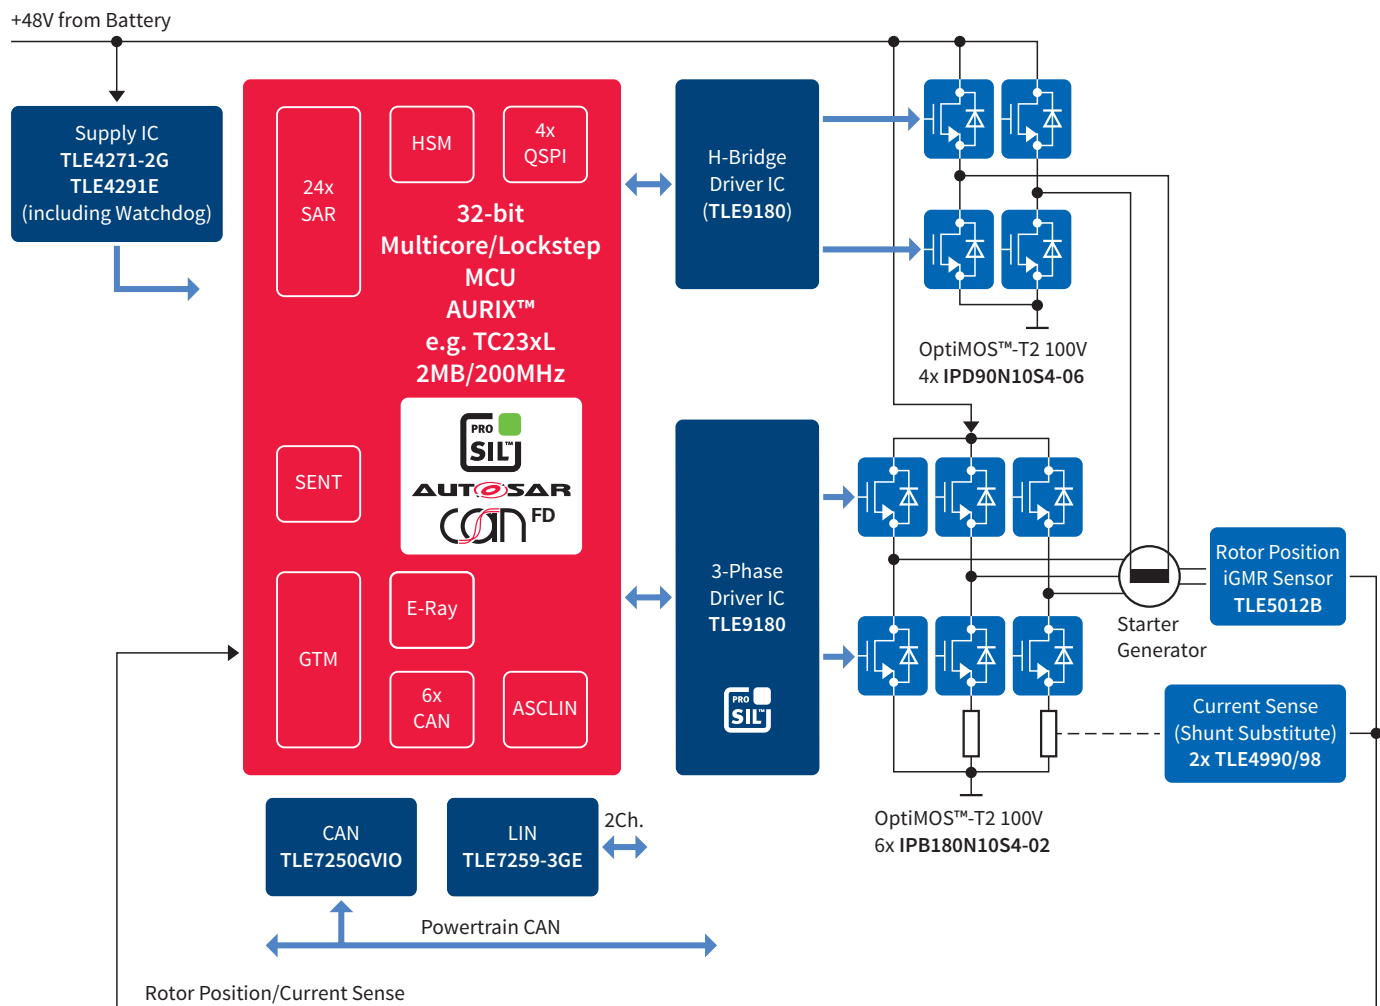 +48V from Battery
Supply IC
TLE4271-2G
TLE4291E
(including Watchdog)
24x
SAR
HSM
4x
QSPI
32-bit
Multicore/Lockstep
MCU
AURIX™
e.g. TC23xL
2MB/200MHz
PRO
SIL™
AUTOSAR
CAN FD
SENT
GTM
E-Ray
6x
CAN
ASCLIN
H-Bridge
Driver IC
(TLE9180)
OptiMOS™-T2 100V
4x IPD90N10S4-06
3-Phase
Driver IC
TLE9180
PRO
SIL™
Rotor Position
iGMR Sensor
TLE5012B
Starter
Generator
Current Sense
(Shunt Substitute)
2x TLE4990/98
OptiMOS™-T2 100V
6x IPB180N10S4-02
CAN
TLE7250GVIO
LIN
TLE7259-3GE
2Ch.
Powertrain CAN
Rotor Position/Current Sense